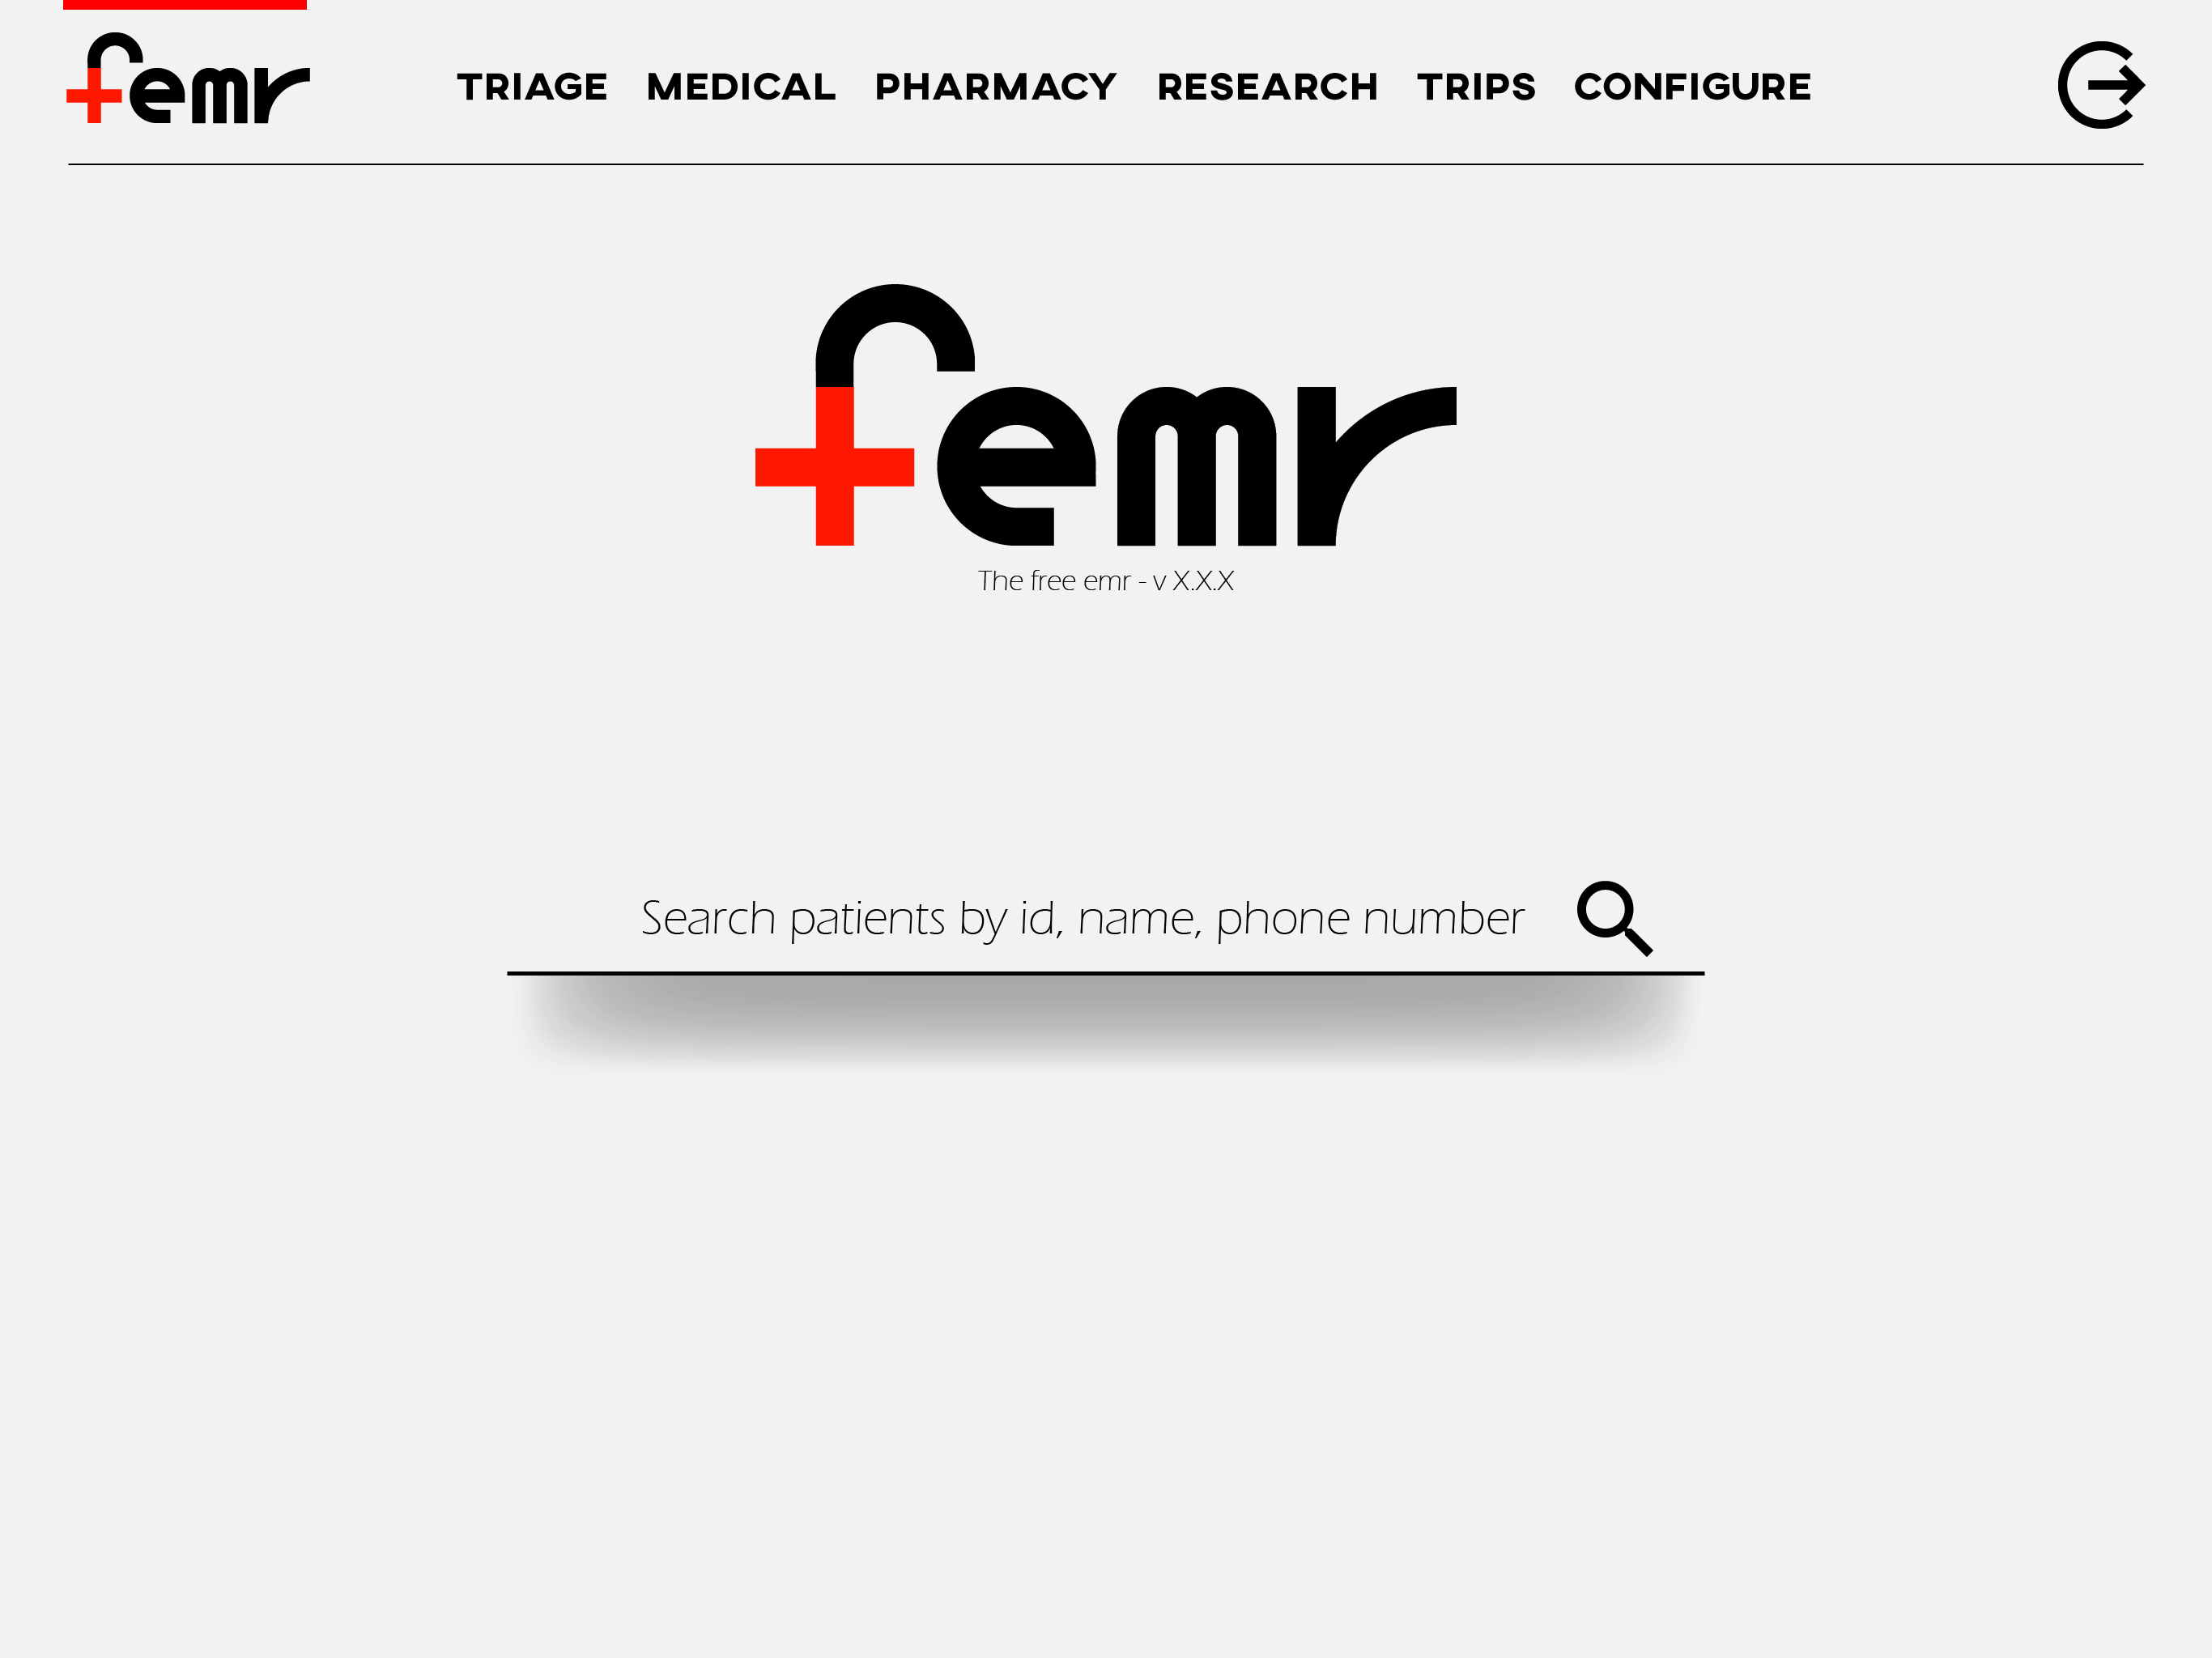 femr TRIAGE MEDICAL PHARMACY RESEARCH TRIPS CONFIGURE
femr
The free emr - v X.X.X
Search patients by id, name, phone number